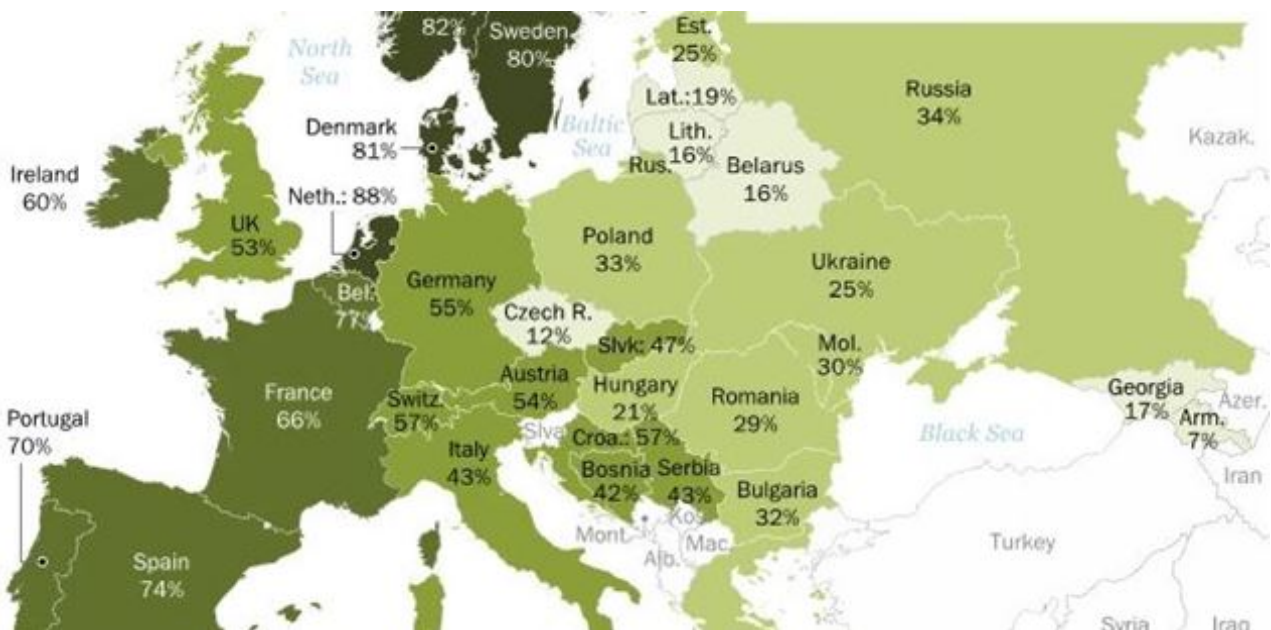 82%
Sweden
80%
North
Sea
Est.
25%
Russia
34%
Lat.:19%
Denmark
81%
Baltic
Sea
Lith.
16%
Kazak.
Rus.
Belarus
16%
Ireland
60%
Neth.: 88%
UK
53%
Poland
33%
Ukraine
25%
Germany
55%
Bel.
77%
Czech R.
12%
Slvk: 47%
Mol.
30%
Austria
54%
Hungary
21%
Romania
29%
Georgia
17%
Azer.
Arm.
7%
France
66%
Switz.
57%
Portugal
70%
Slva.
Croa.: 57%
Black Sea
Italy
43%
Bosnia
42%
Serbia
43%
Bulgaria
32%
Iran
Kos.
Mont.
Alb.
Mac.
Turkey
Spain
74%
Syria
Iraq